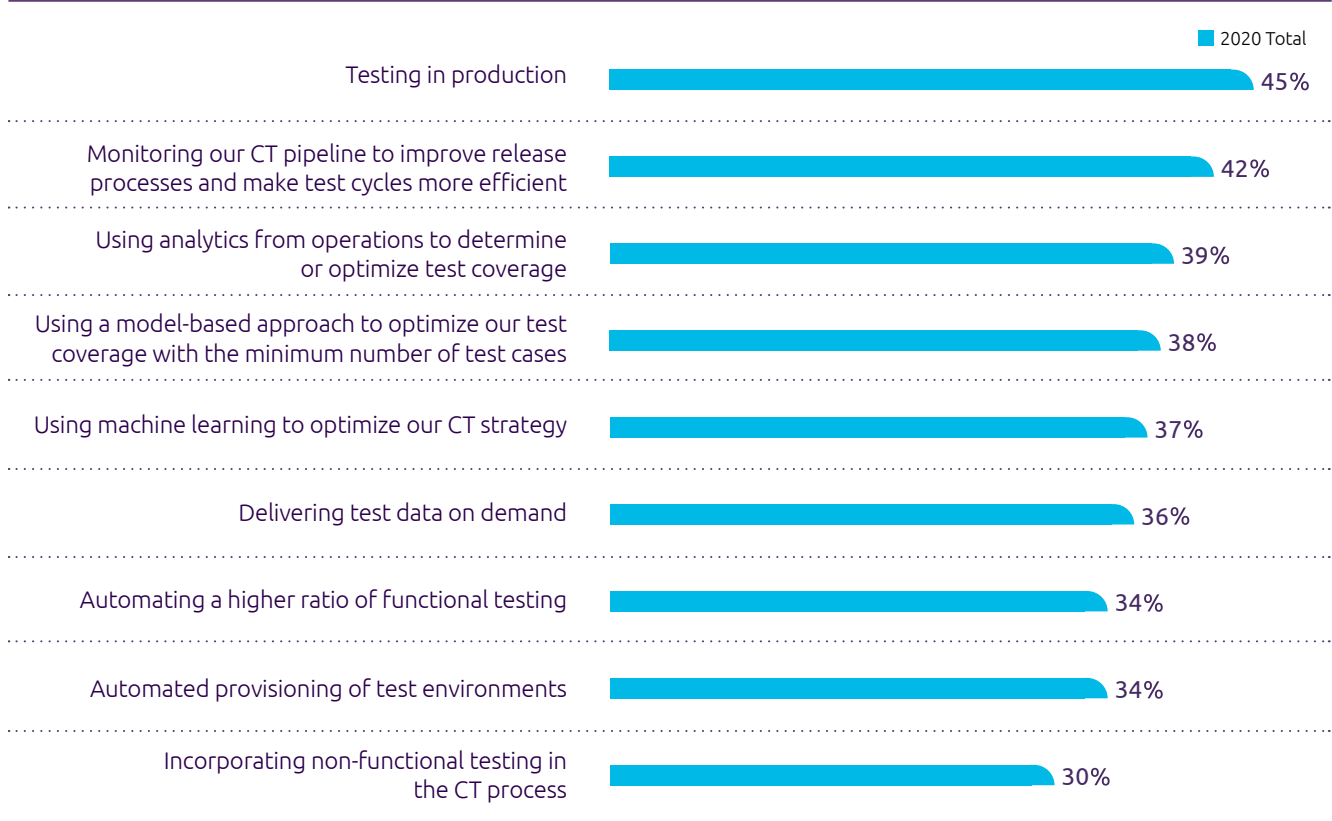 2020 Total
Testing in production
45%
Monitoring our CT pipeline to improve release
processes and make test cycles more efficient
42%
Using analytics from operations to determine
or optimize test coverage
39%
Using a model-based approach to optimize our test
coverage with the minimum number of test cases
38%
Using machine learning to optimize our CT strategy
37%
Delivering test data on demand
36%
Automating a higher ratio of functional testing
34%
Automated provisioning of test environments
34%
Incorporating non-functional testing in
the CT process
30%